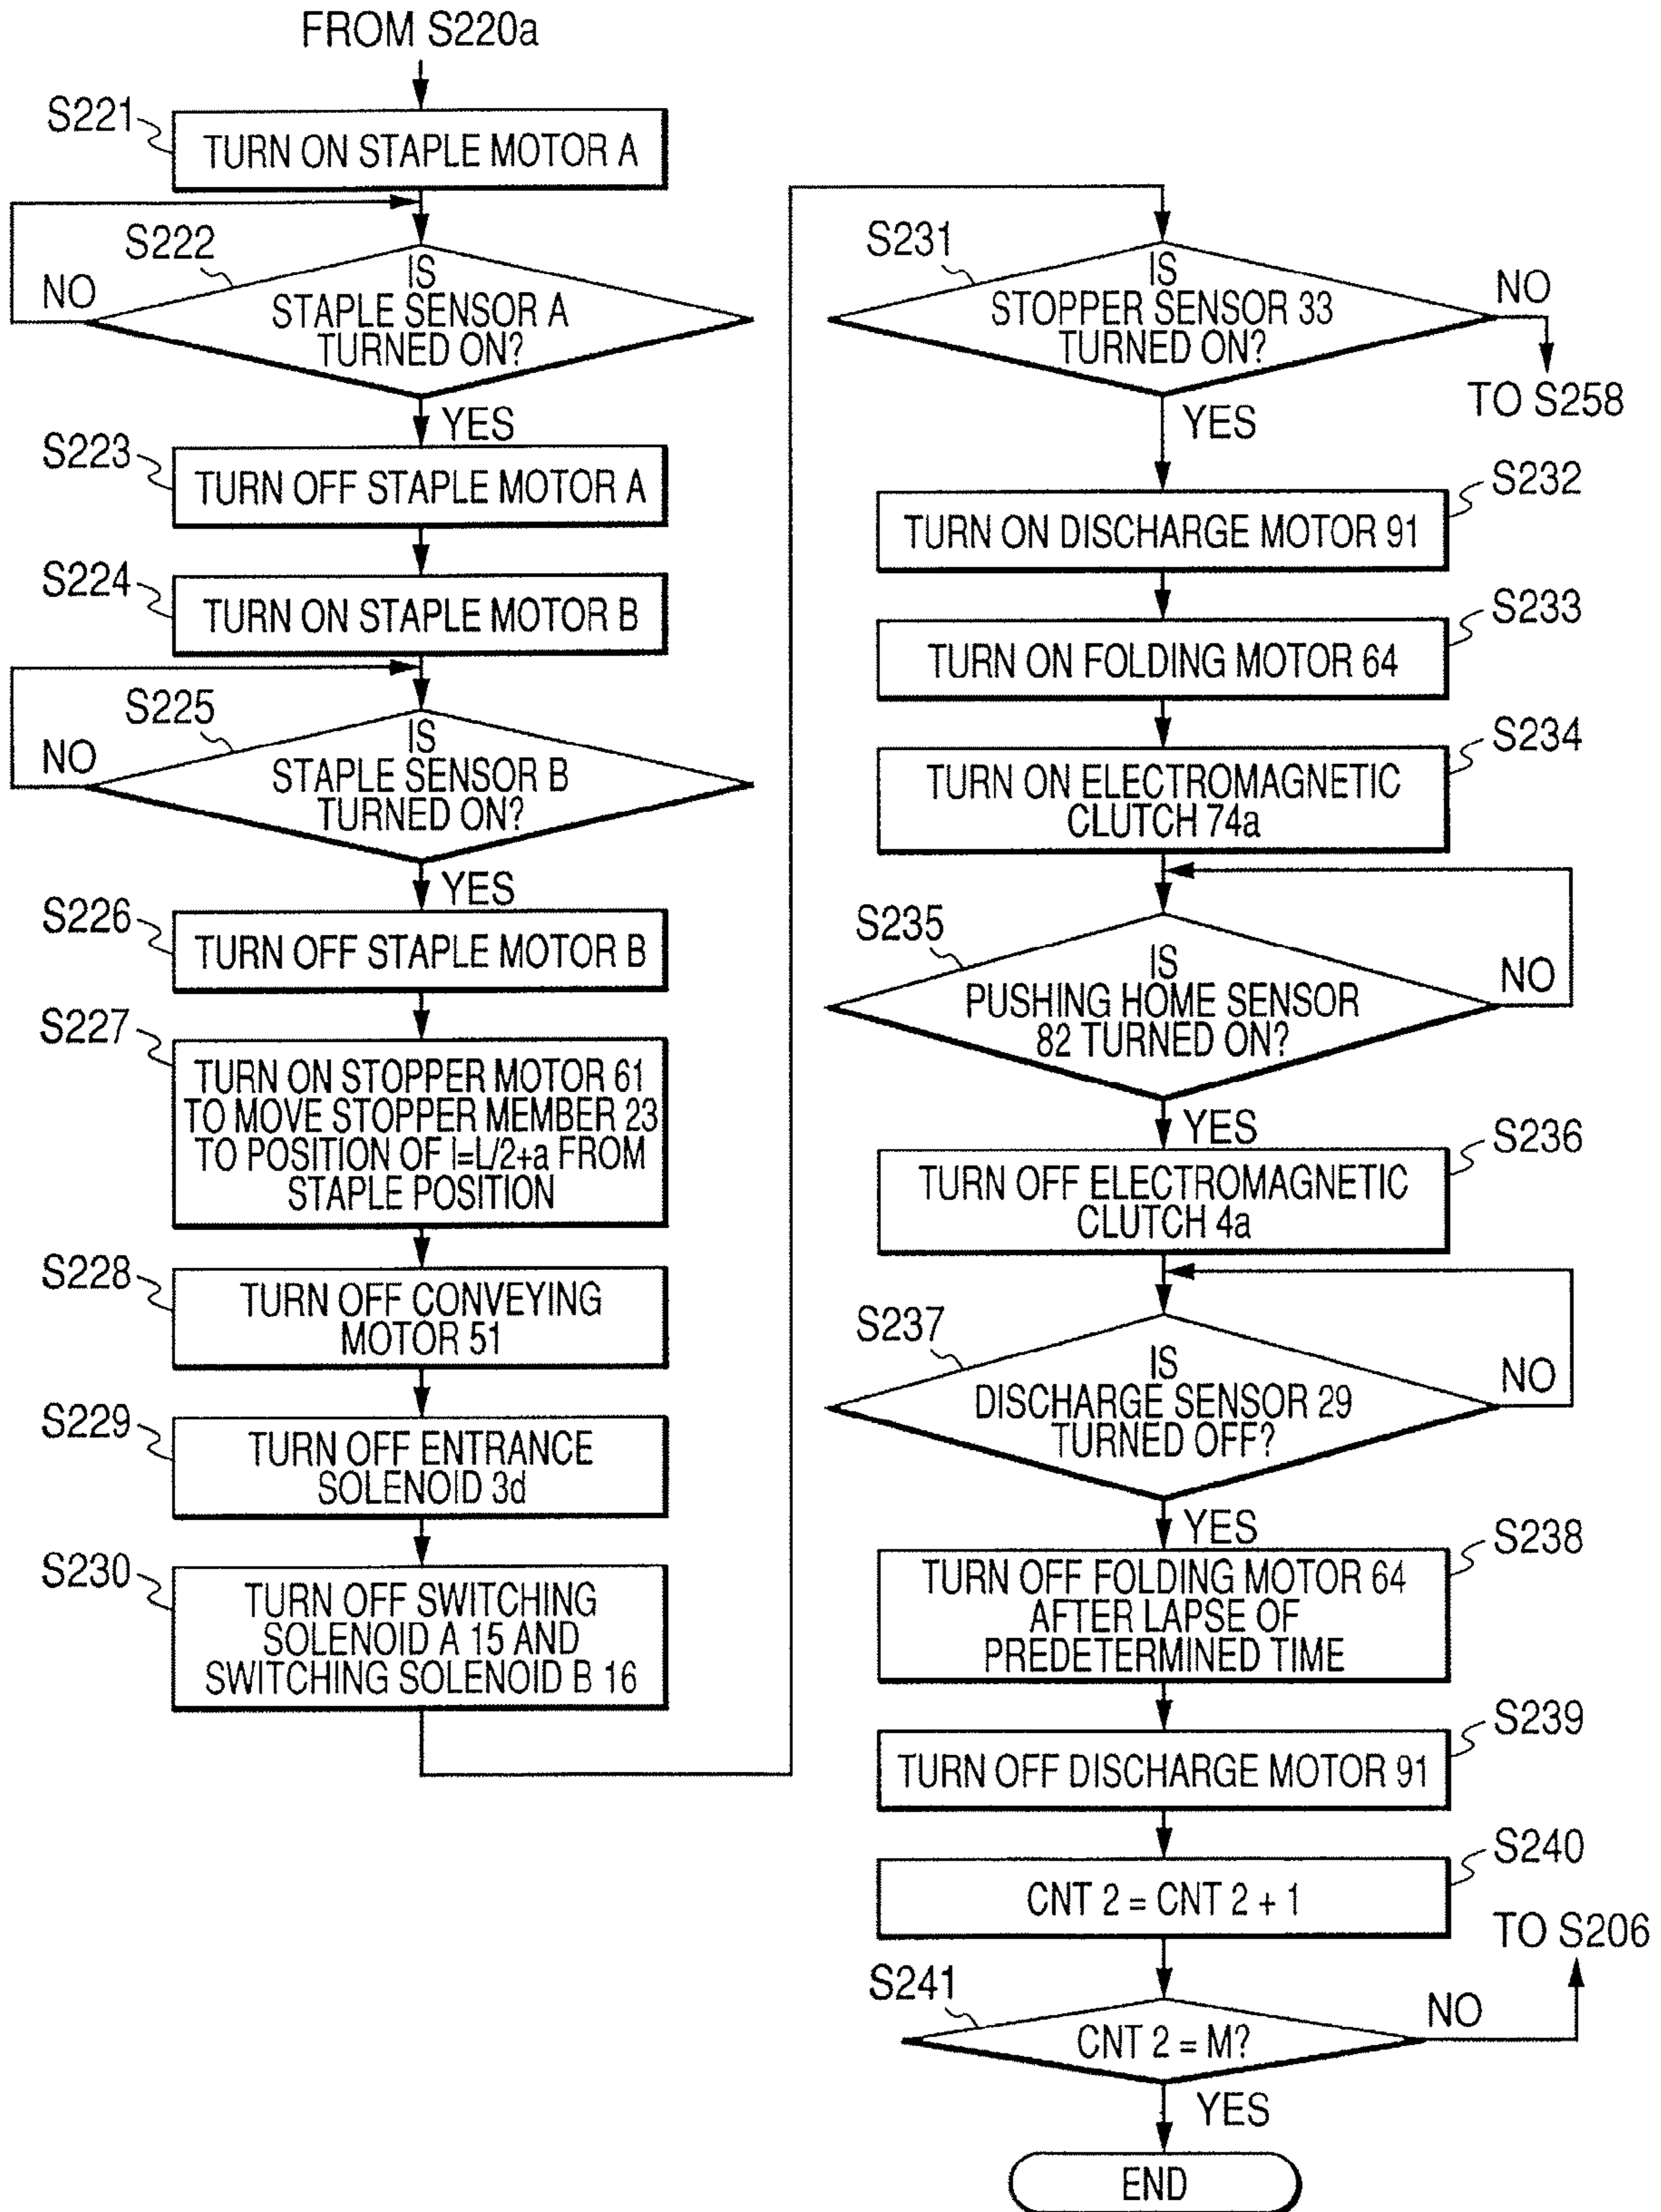 FROM S220a
S221
TURN ON STAPLE MOTOR A
S222
IS
STAPLE SENSOR A
TURNED ON?
NO
YES
S223
TURN OFF STAPLE MOTOR A
S224
TURN ON STAPLE MOTOR B
S225
IS
STAPLE SENSOR B
TURNED ON?
NO
YES
S226
TURN OFF STAPLE MOTOR B
S227
TURN ON STOPPER MOTOR 61
TO MOVE STOPPER MEMBER 23
TO POSITION OF l=L/2+a FROM
STAPLE POSITION
S228
TURN OFF CONVEYING
MOTOR 51
S229
TURN OFF ENTRANCE
SOLENOID 3d
S230
TURN OFF SWITCHING
SOLENOID A 15 AND
SWITCHING SOLENOID B 16
S231
IS
STOPPER SENSOR 33
TURNED ON?
NO
TO S258
YES
S232
TURN ON DISCHARGE MOTOR 91
S233
TURN ON FOLDING MOTOR 64
S234
TURN ON ELECTROMAGNETIC
CLUTCH 74a
S235
IS
PUSHING HOME SENSOR
82 TURNED ON?
NO
YES
S236
TURN OFF ELECTROMAGNETIC
CLUTCH 4a
S237
IS
DISCHARGE SENSOR 29
TURNED OFF?
NO
YES
S238
TURN OFF FOLDING MOTOR 64
AFTER LAPSE OF
PREDETERMINED TIME
S239
TURN OFF DISCHARGE MOTOR 91
S240
CNT 2 = CNT 2 + 1
TO S206
S241
CNT 2 = M?
NO
YES
END